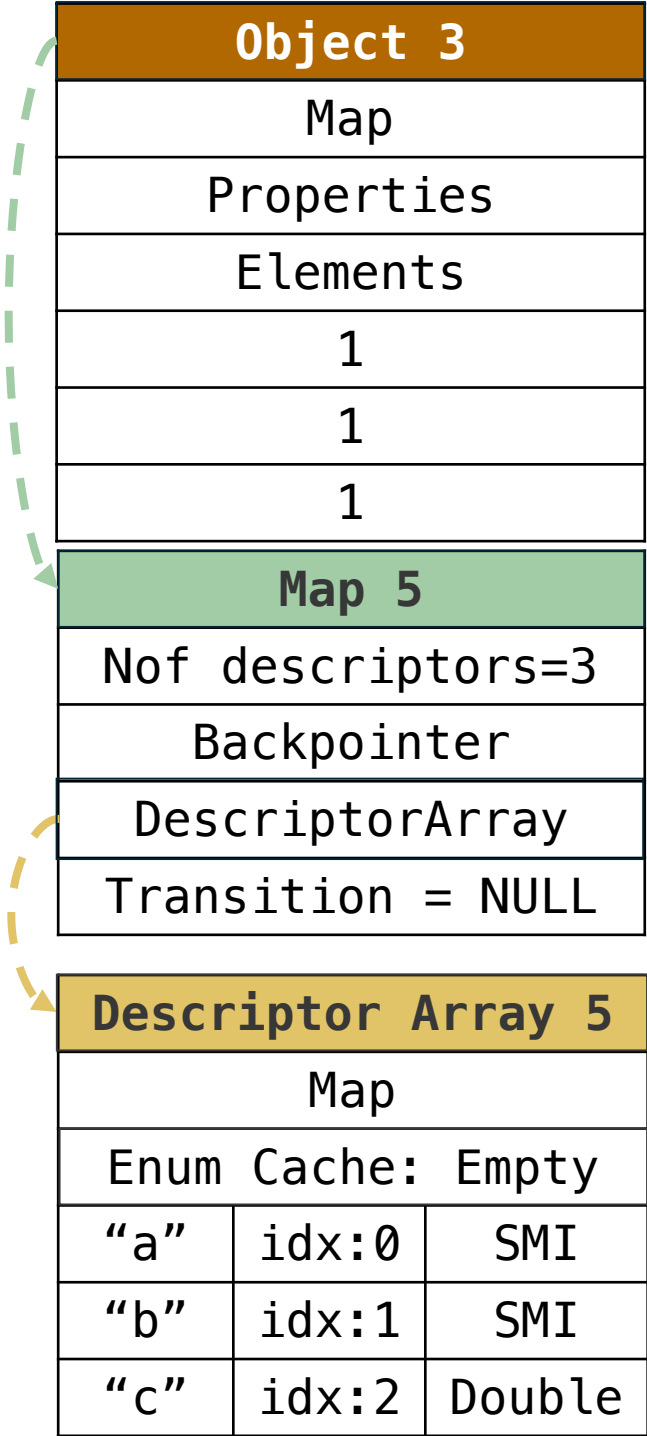 Object 3
Map
Properties
Elements
1
1
1
Map 5
Nof descriptors=3
Backpointer
DescriptorArray
Transition = NULL
Descriptor Array 5
Map
Enum Cache: Empty
“a” idx:0 SMI
“b” idx:1 SMI
“c” idx:2 Double